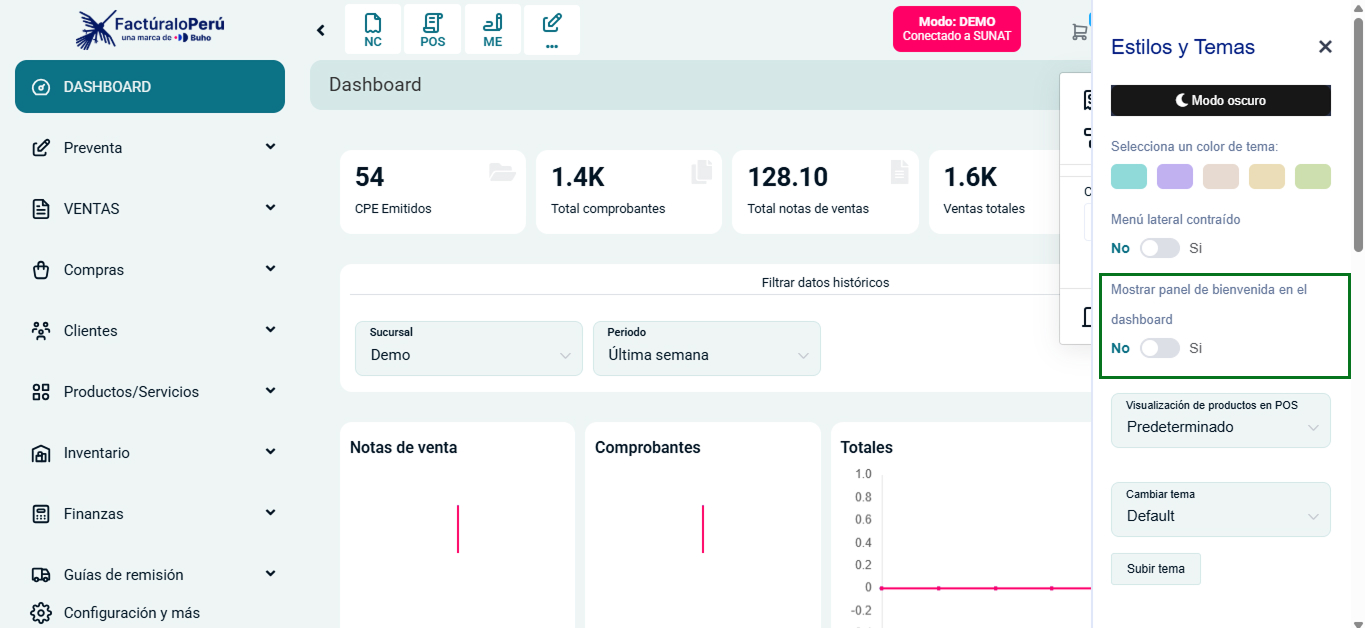 FactúraloPerú
una marca de Buho
NC
POS
ME
...
Modo: DEMO
Conectado a SUNAT
DASHBOARD
Preventa
VENTAS
Compras
Clientes
Productos/Servicios
Inventario
Finanzas
Guías de remisión
Configuración y más
Dashboard
54
CPE Emitidos
1.4K
Total comprobantes
128.10
Total notas de ventas
1.6K
Ventas totales
Filtrar datos históricos
Sucursal
Demo
Periodo
Última semana
Notas de venta
Comprobantes
Totales
1.0
0.8
0.6
0.4
0.2
0
-0.2
Estilos y Temas
Modo oscuro
Selecciona un color de tema:
Menú lateral contraído
No Si
Mostrar panel de bienvenida en el
dashboard
No Si
Visualización de productos en POS
Predeterminado
Cambiar tema
Default
Subir tema